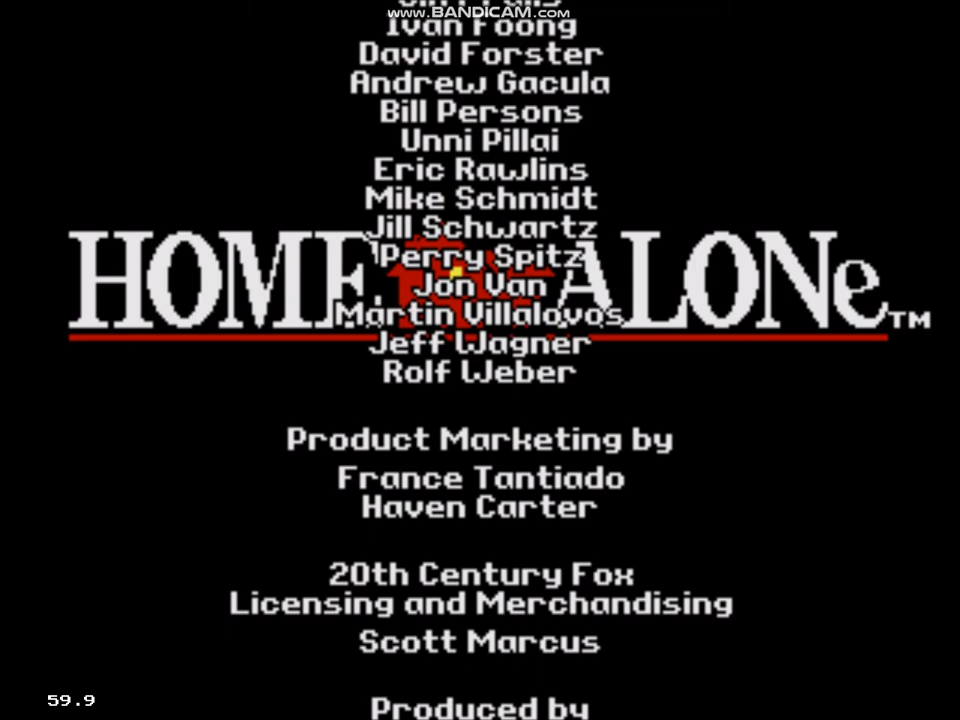 www.BANDICAM.com
Ivan Foong
David Forster
Andrew Gacula
Bill Persons
Unni Pillai
Eric Rawlins
Mike Schmidt
Jill Schwartz
Perry Spitz
HOME ALONe™
Jon Van
Martin Villalovos
Jeff Wagner
Rolf Weber
Product Marketing by
France Tantiado
Haven Carter
20th Century Fox
Licensing and Merchandising
Scott Marcus
59.9
Produced by